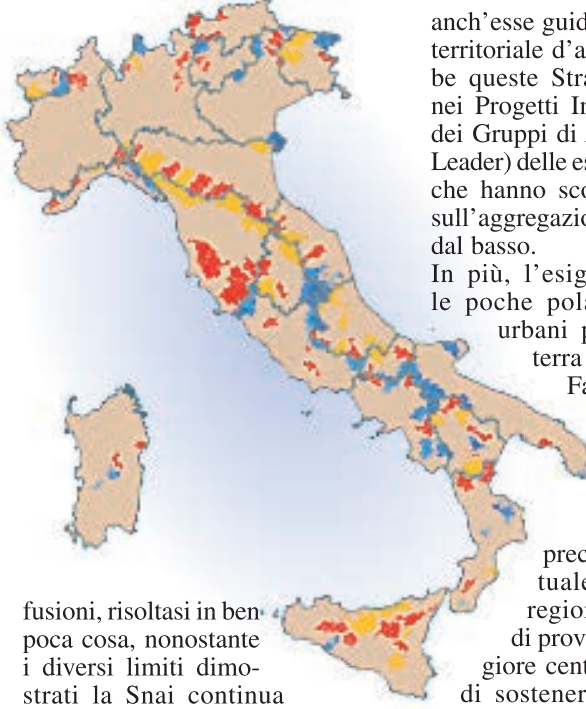 anch’esse guid
territoriale d’a
be queste Stra
nei Progetti In
dei Gruppi di
Leader) delle es
che hanno sco
sull’aggregazio
dal basso.
In più, l’esig
le poche pola
urbani p
terra
Fa
prec
tuale
region
di prov
giore cent
di sostener
fusioni, risoltasi in ben
poca cosa, nonostante
i diversi limiti dimo-
strati la Snai continua